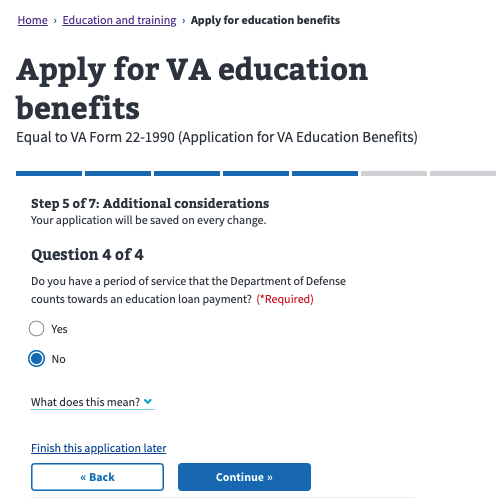 Home › Education and training › Apply for education benefits
Apply for VA education
benefits
Equal to VA Form 22-1990 (Application for VA Education Benefits)
Step 5 of 7: Additional considerations
Your application will be saved on every change.
Question 4 of 4
Do you have a period of service that the Department of Defense
counts towards an education loan payment? (*Required)
Yes
No
What does this mean?
Finish this application later
« Back
Continue »